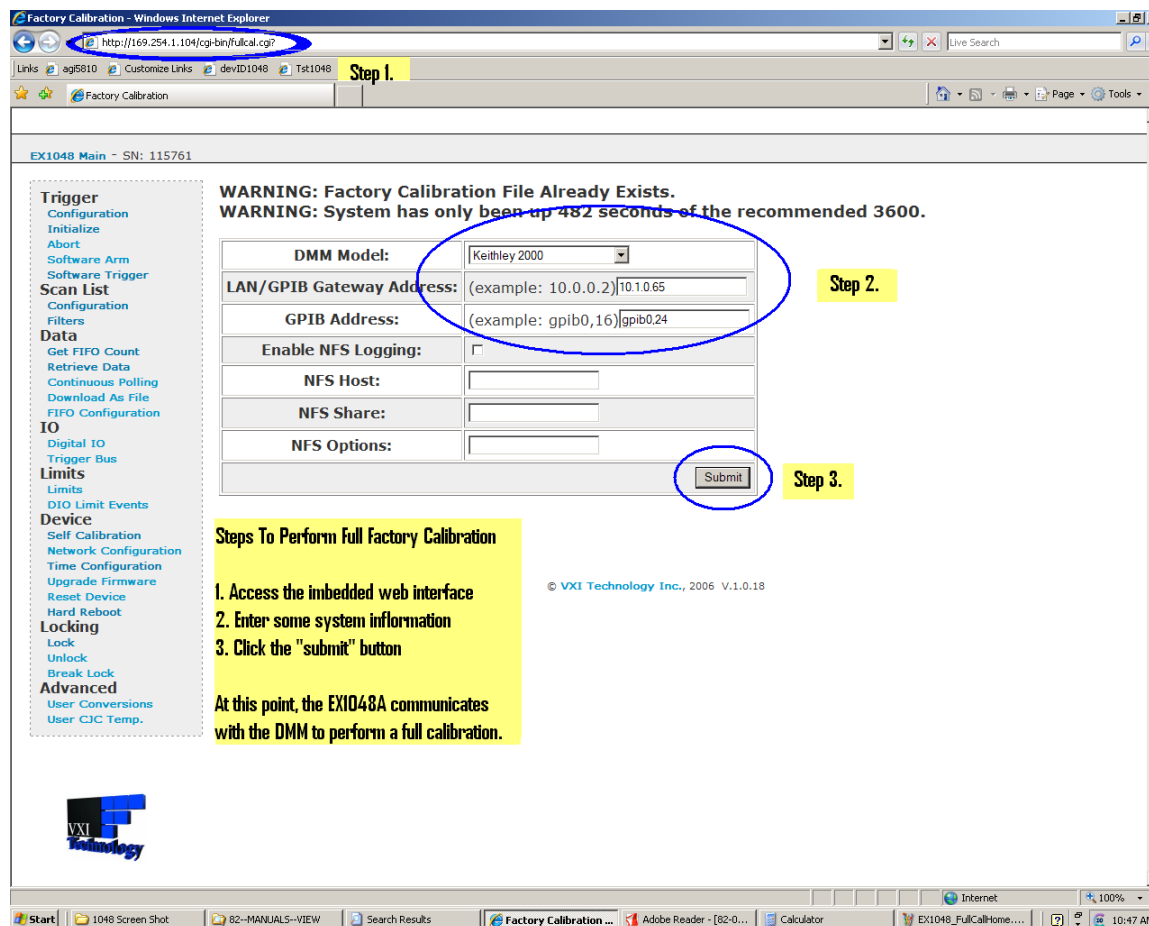 Factory Calibration - Windows Internet Explorer
http://169.254.1.104/cgi-bin/fullcal.cgi?
Live Search
Links agi5810 Customize Links devID1048 Tst1048
Step 1.
Factory Calibration
Page Tools
EX1048 Main - SN: 115761
Trigger
Configuration
Initialize
Abort
Software Arm
Software Trigger
Scan List
Configuration
Filters
Data
Get FIFO Count
Retrieve Data
Continuous Polling
Download As File
FIFO Configuration
IO
Digital IO
Trigger Bus
Limits
Limits
DIO Limit Events
Device
Self Calibration
Network Configuration
Time Configuration
Upgrade Firmware
Reset Device
Hard Reboot
Locking
Lock
Unlock
Break Lock
Advanced
User Conversions
User CJC Temp.
WARNING: Factory Calibration File Already Exists.
WARNING: System has only been up 482 seconds of the recommended 3600.
DMM Model: Keithley 2000
LAN/GPIB Gateway Address: (example: 10.0.0.2) 10.1.0.65
GPIB Address: (example: gpib0,16) gpib0,24
Enable NFS Logging:
NFS Host:
NFS Share:
NFS Options:
Submit
Step 2.
Step 3.
Steps To Perform Full Factory Calibration
1. Access the imbedded web interface
2. Enter some system inflormation
3. Click the "submit" button
At this point, the EX1048A communicates
with the DMM to perform a full calibration.
© VXI Technology Inc., 2006 V.1.0.18
VXI
Technology
Internet 100%
Start 1048 Screen Shot 82--MANUALS--VIEW Search Results Factory Calibration ... Adobe Reader - [82-0... Calculator EX1048_FullCalHome.... 10:47 AM